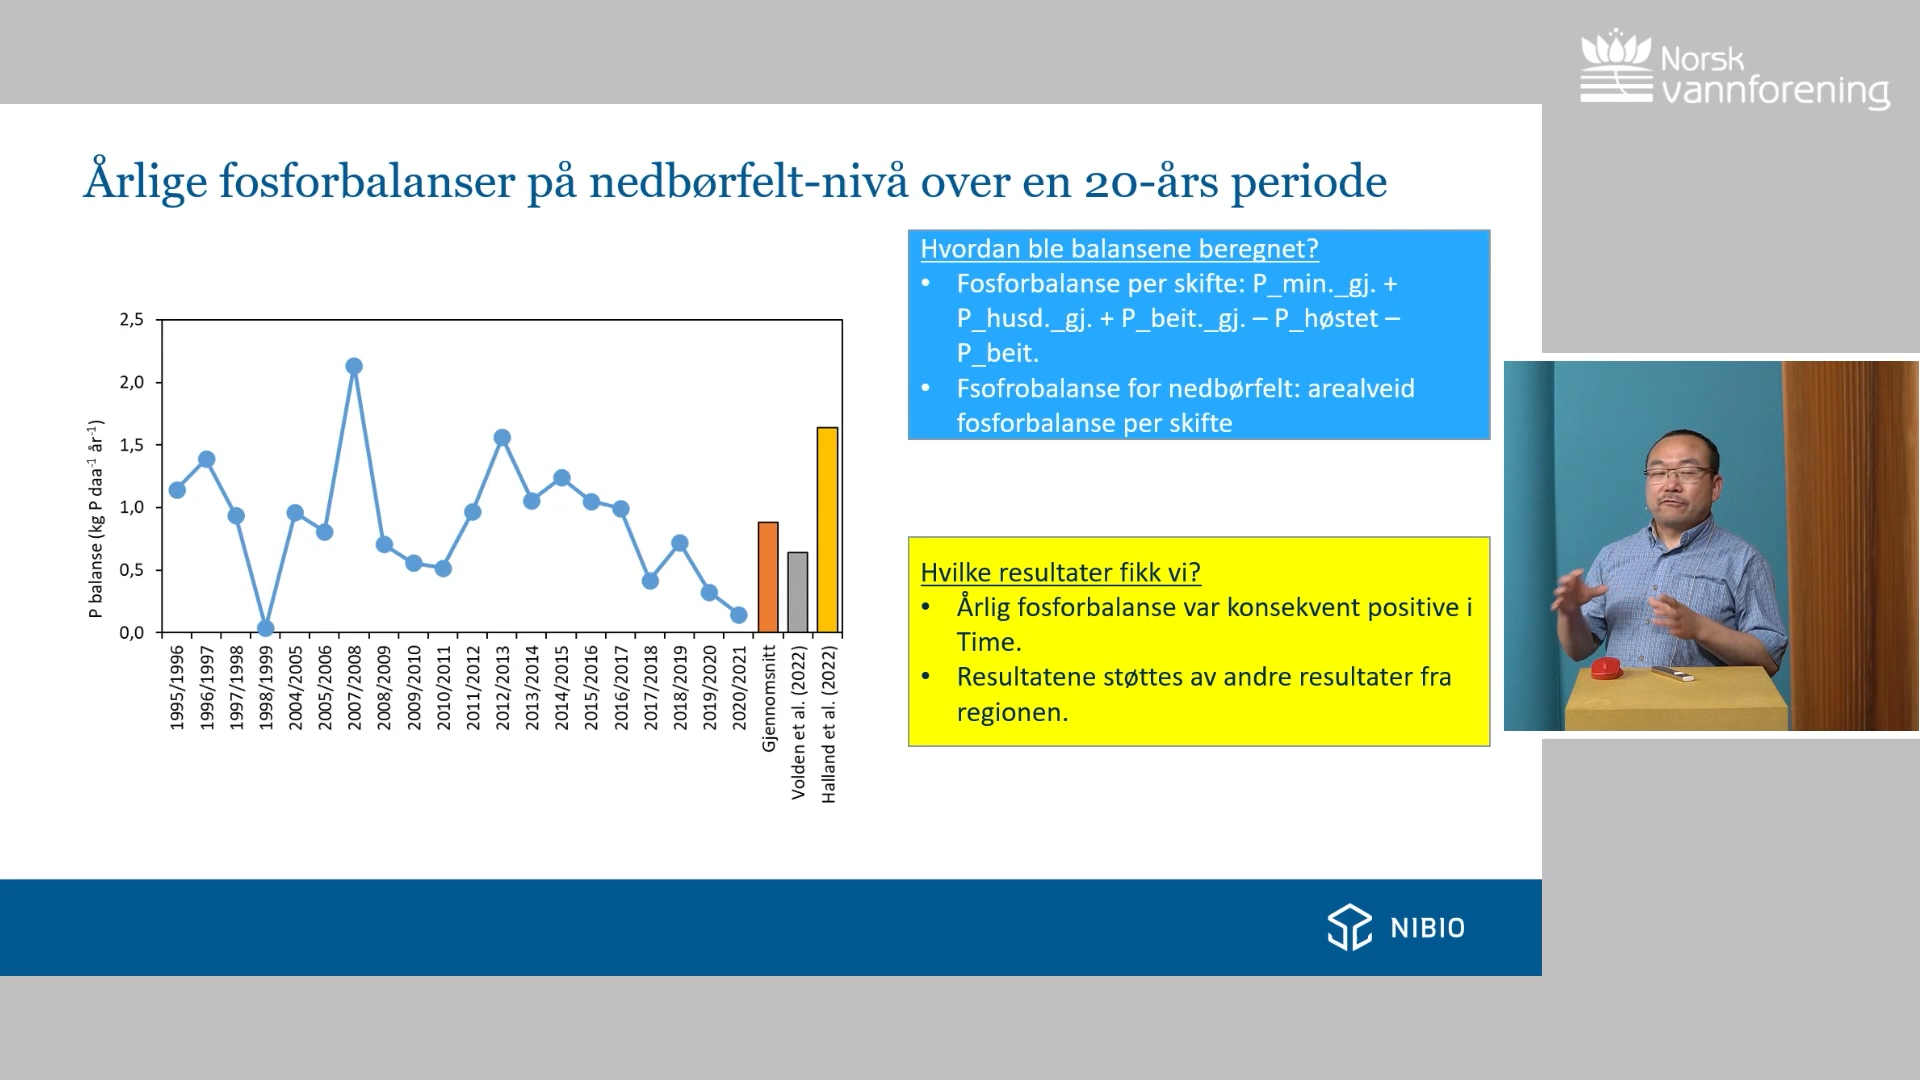 Norsk
vannforening
Årlige fosforbalanser på nedbørfelt-nivå over en 20-års periode
Hvordan ble balansene beregnet?
• Fosforbalanse per skifte: P_min._gj. +
P_husd._gj. + P_beit._gj. – P_høstet –
P_beit.
• Fsofrobalanse for nedbørfelt: arealveid
fosforbalanse per skifte
P balanse (kg P daa⁻¹ år⁻¹)
2,5
2,0
1,5
1,0
0,5
0,0
1995/1996
1996/1997
1997/1998
1998/1999
2004/2005
2005/2006
2007/2008
2008/2009
2009/2010
2010/2011
2011/2012
2012/2013
2013/2014
2014/2015
2015/2016
2016/2017
2017/2018
2018/2019
2019/2020
2020/2021
Gjennomsnitt
Volden et al. (2022)
Halland et al. (2022)
Hvilke resultater fikk vi?
• Årlig fosforbalanse var konsekvent positive i
Time.
• Resultatene støttes av andre resultater fra
regionen.
NIBIO